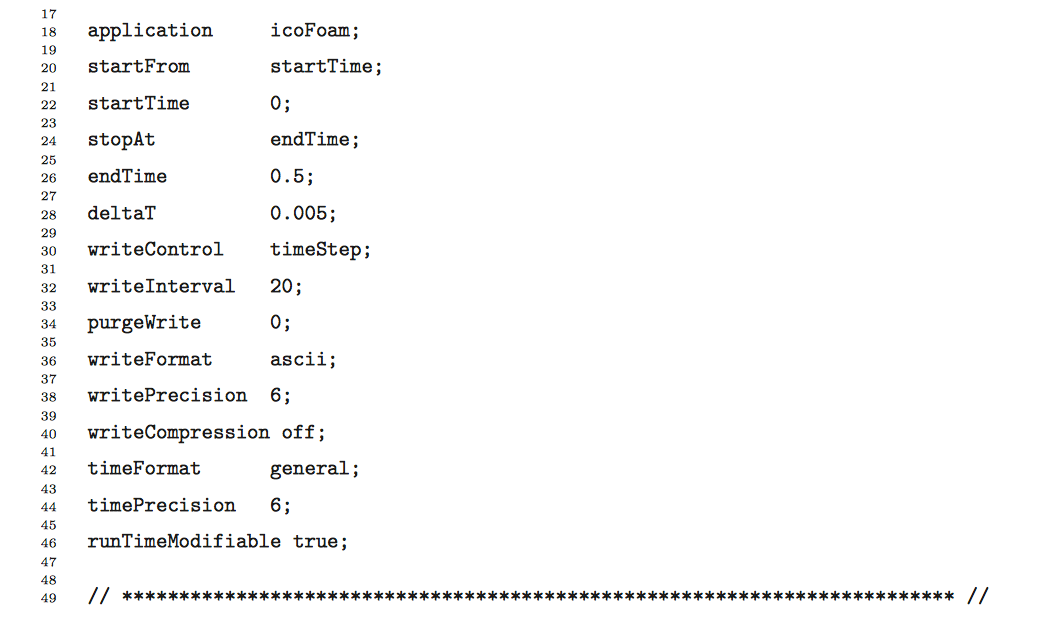 17
18 application icoFoam;
19
20 startFrom startTime;
21
22 startTime 0;
23
24 stopAt endTime;
25
26 endTime 0.5;
27
28 deltaT 0.005;
29
30 writeControl timeStep;
31
32 writeInterval 20;
33
34 purgeWrite 0;
35
36 writeFormat ascii;
37
38 writePrecision 6;
39
40 writeCompression off;
41
42 timeFormat general;
43
44 timePrecision 6;
45
46 runTimeModifiable true;
47
48
49 // ************************************************************************* //